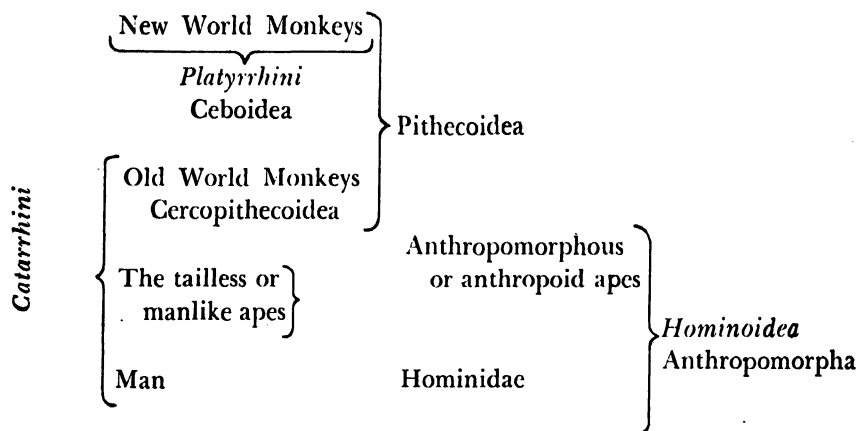 New World Monkeys
Platyrrhini
Ceboidea
Pithecoidea
Catarrhini
Old World Monkeys
Cercopithecoidea
The tailless or
manlike apes
Anthropomorphous
or anthropoid apes
Hominoidea
Anthropomorpha
Man
Hominidae